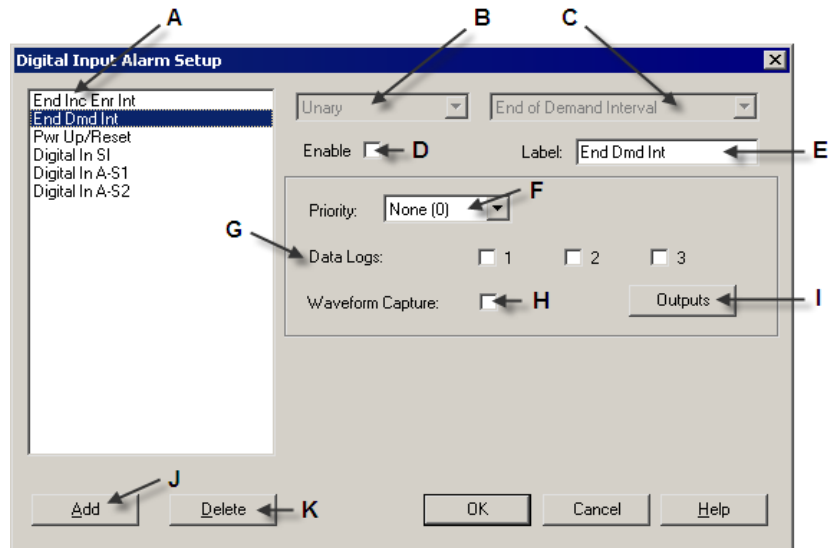 A
B
C
Digital Input Alarm Setup
End Inc Enr Int
End Dmd Int
Pwr Up/Reset
Digital In SI
Digital In A-S1
Digital In A-S2
Unary
End of Demand Interval
Enable
D
Label:
End Dmd Int
E
Priority:
None (0)
F
G
Data Logs:
1
2
3
Waveform Capture:
H
Outputs
I
J
Add
Delete
K
OK
Cancel
Help